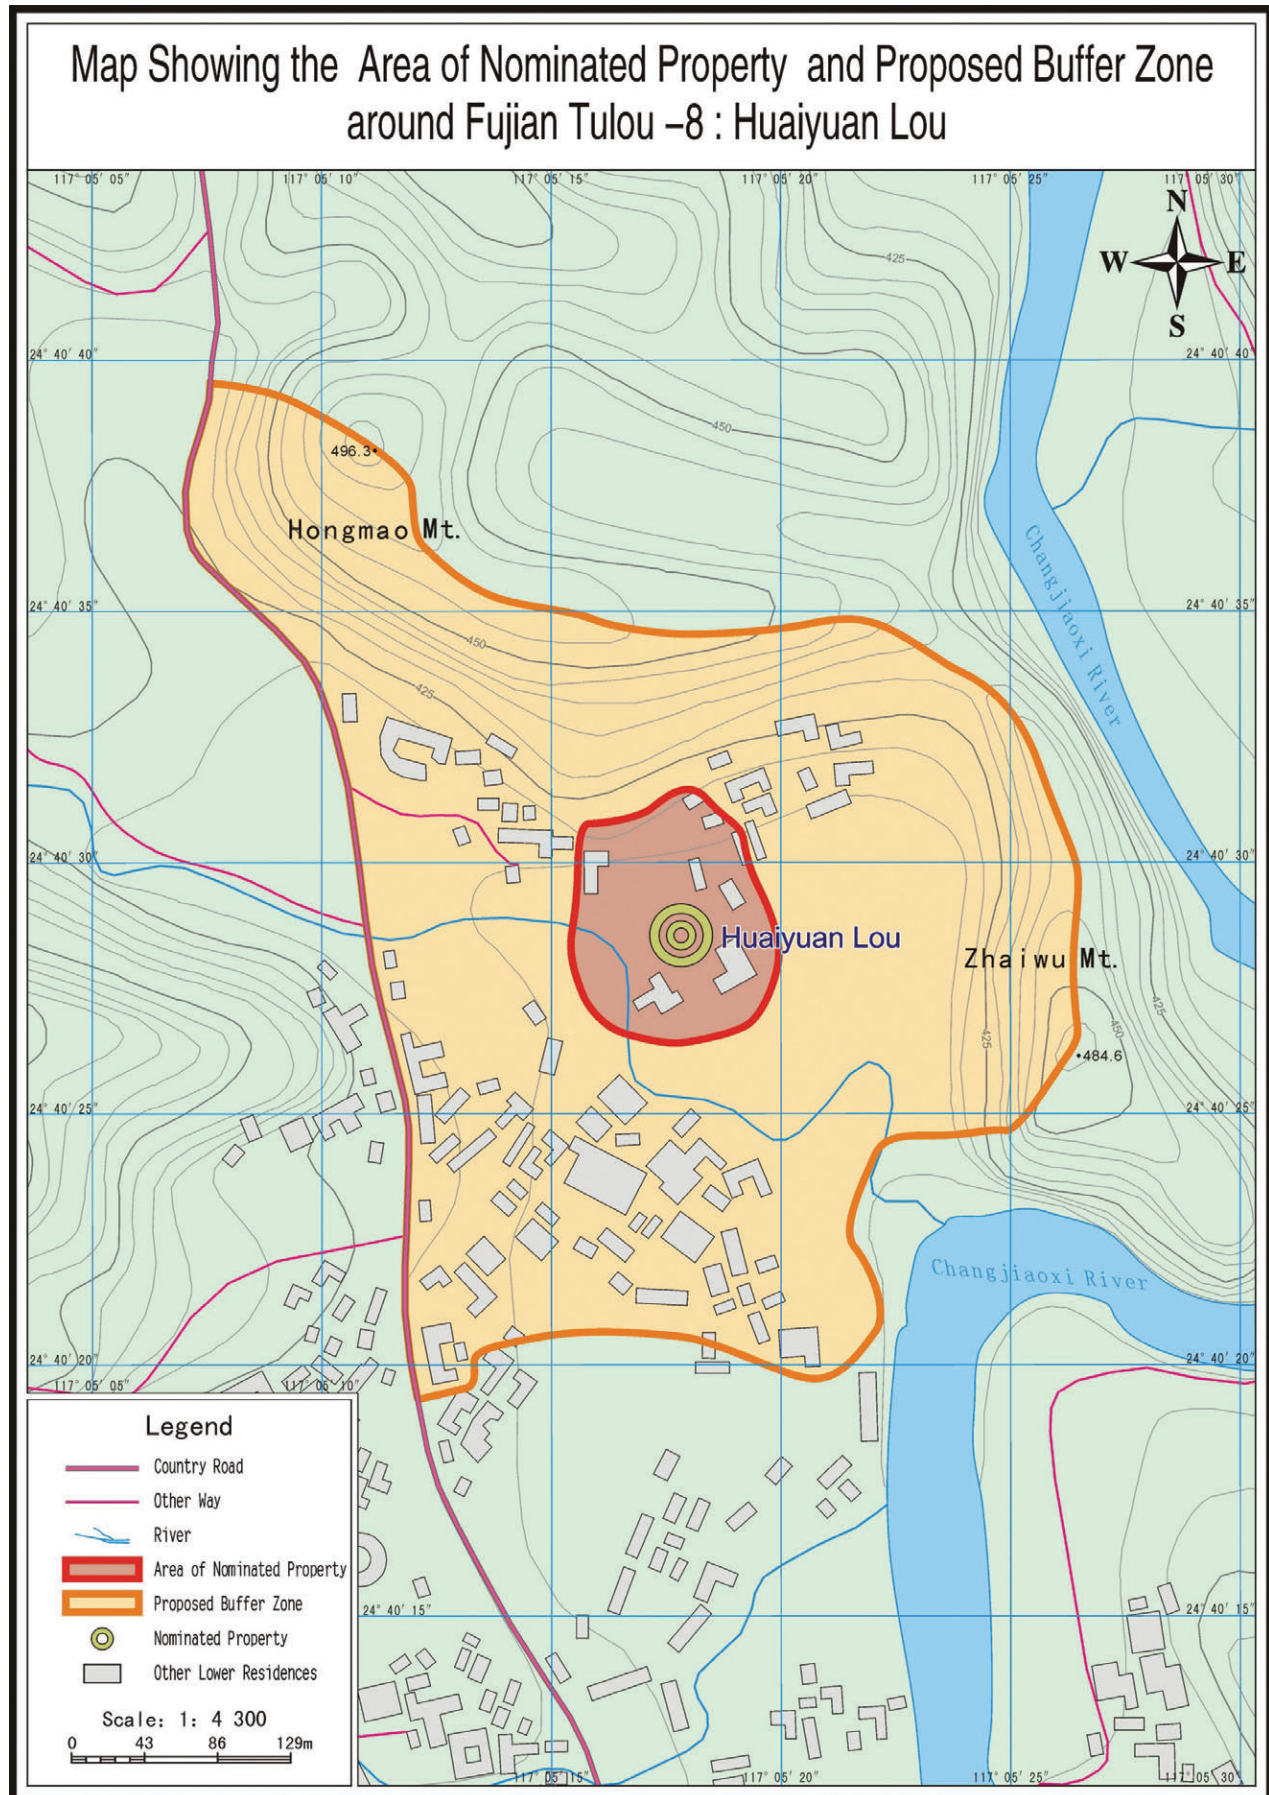 Map Showing the Area of Nominated Property and Proposed Buffer Zone
around Fujian Tulou -8 : Huaiyuan Lou
117° 05′ 05″ 117° 05′ 10″ 117° 05′ 15″ 117° 05′ 20″ 117° 05′ 25″ 117° 05′ 30″
N
W E
S
425
24° 40′ 40″ 24° 40′ 40″
450
496.3
Hongmao Mt.
Changjiaoxi River
24° 40′ 35″ 24° 40′ 35″
450
425
24° 40′ 30″ 24° 40′ 30″
Huaiyuan Lou
Zhaiwu Mt.
425
450
425
484.6
24° 40′ 25″ 24° 40′ 25″
Changjiaoxi River
24° 40′ 20″ 24° 40′ 20″
117° 05′ 05″ 117° 05′ 10″
Legend
Country Road
Other Way
River
Area of Nominated Property
Proposed Buffer Zone
Nominated Property
Other Lower Residences
Scale: 1: 4 300
0 43 86 129m
24° 40′ 15″ 24° 40′ 15″
117° 05′ 15″ 117° 05′ 20″ 117° 05′ 25″ 117° 05′ 30″